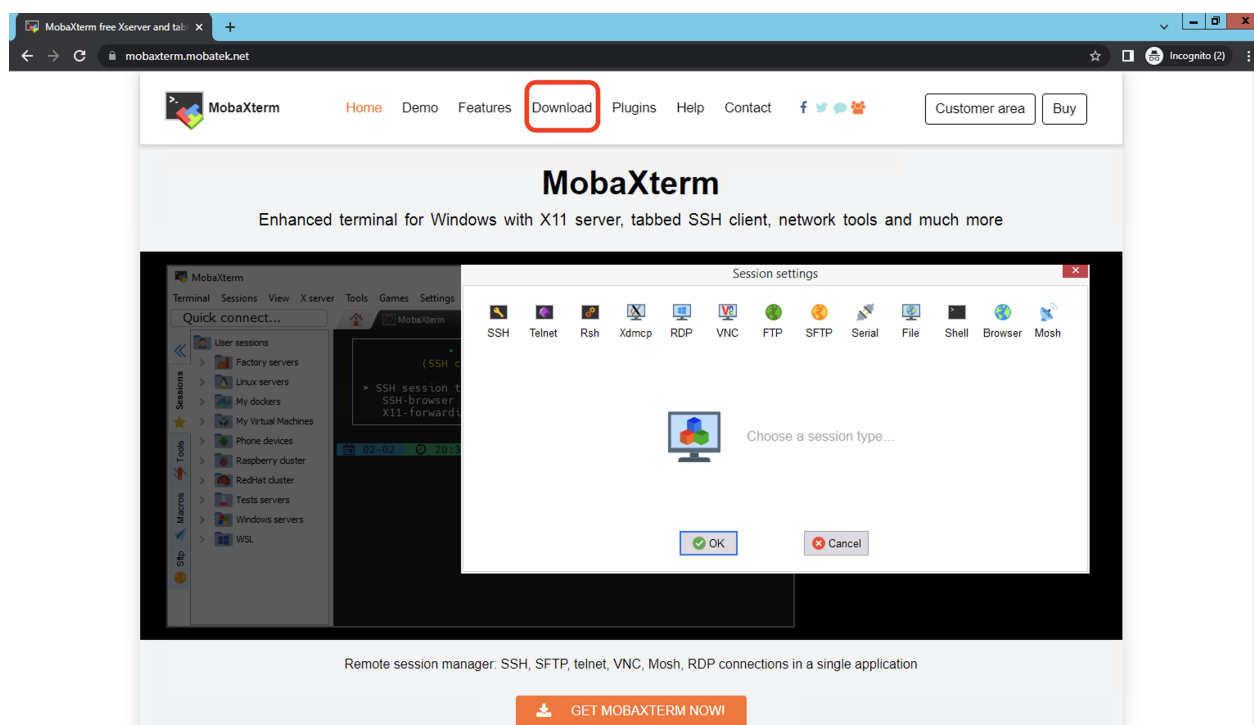 MobaXterm free Xserver and tab
mobaxterm.mobatek.net
Incognito (2)
MobaXterm Home Demo Features Download Plugins Help Contact Customer area Buy
MobaXterm
Enhanced terminal for Windows with X11 server, tabbed SSH client, network tools and much more
MobaXterm
Terminal Sessions View X server Tools Games Settings
Quick connect...
MobaXterm
User sessions
Factory servers
Linux servers
My dockers
My Virtual Machines
Phone devices
Raspberry cluster
RedHat cluster
Tests servers
Windows servers
WSL
Sessions
Tools
Macros
Sftp
(SSH c
➤ SSH session t
SSH-browser
X11-forwardi
02-02 20:3
Session settings
SSH Telnet Rsh Xdmcp RDP VNC FTP SFTP Serial File Shell Browser Mosh
Choose a session type...
OK Cancel
Remote session manager: SSH, SFTP, telnet, VNC, Mosh, RDP connections in a single application
GET MOBAXTERM NOW!